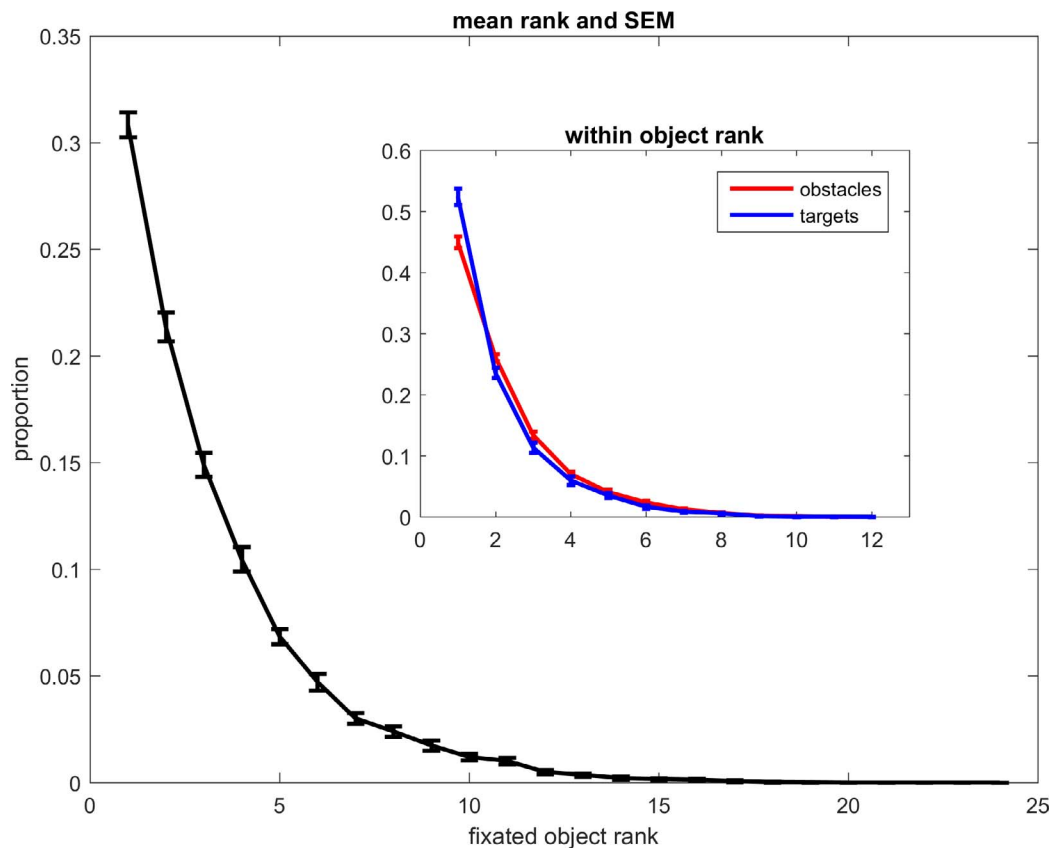 mean rank and SEM
0.35
0.3
0.25
0.2
0.15
0.1
0.05
0
proportion
within object rank
0.6
0.5
0.4
0.3
0.2
0.1
0
obstacles
targets
0 2 4 6 8 10 12
0 5 10 15 20 25
fixated object rank